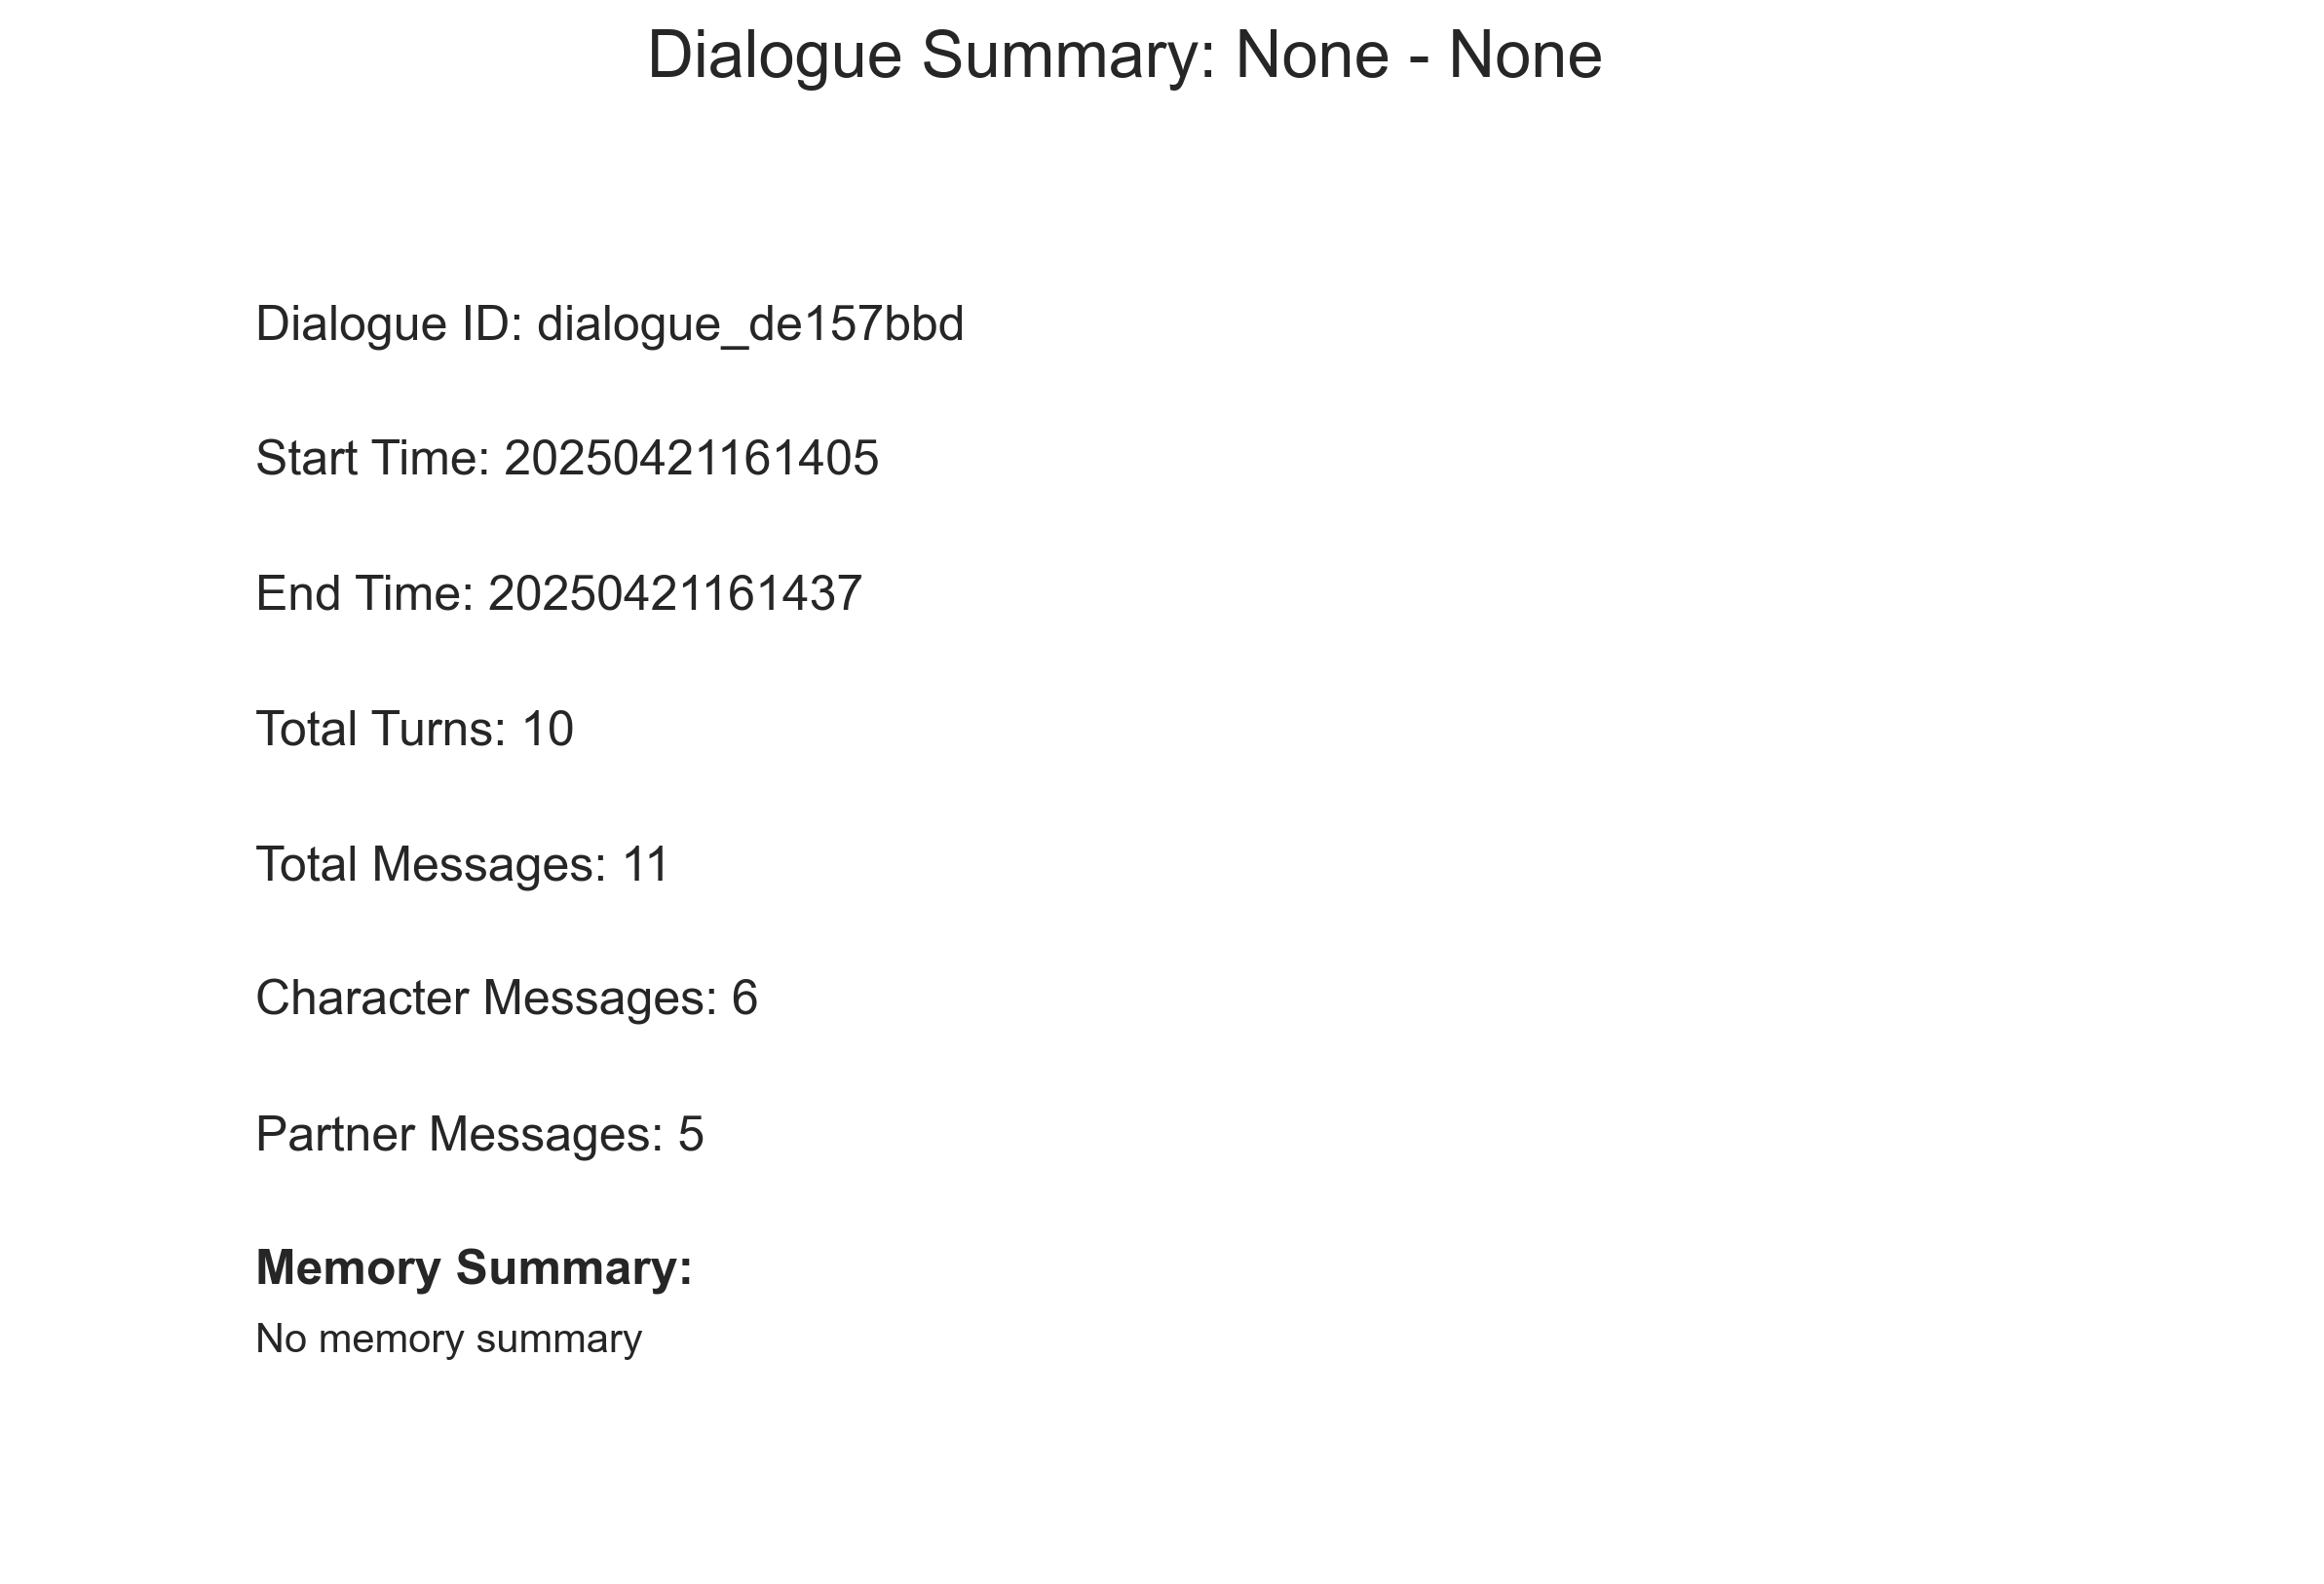 Dialogue Summary: None - None
Dialogue ID: dialogue_de157bbd
Start Time: 20250421161405
End Time: 20250421161437
Total Turns: 10
Total Messages: 11
Character Messages: 6
Partner Messages: 5
Memory Summary:
No memory summary